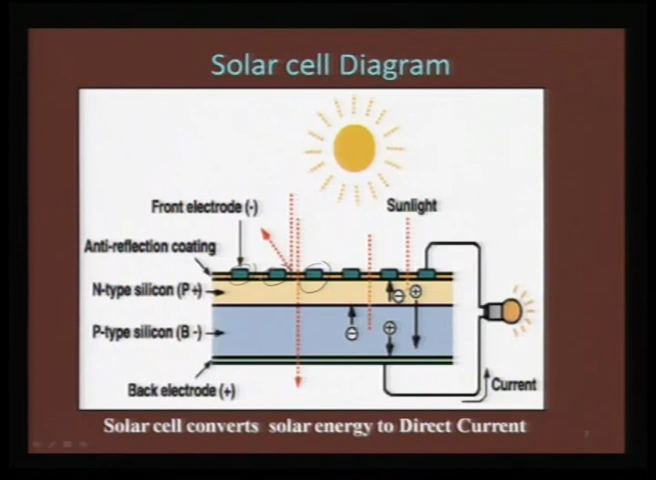 Solar cell Diagram
Front electrode (-)
Sunlight
Anti-reflection coating
N-type silicon (P+)
P-type silicon (B-)
Back electrode (+)
Current
Solar cell converts solar energy to Direct Current